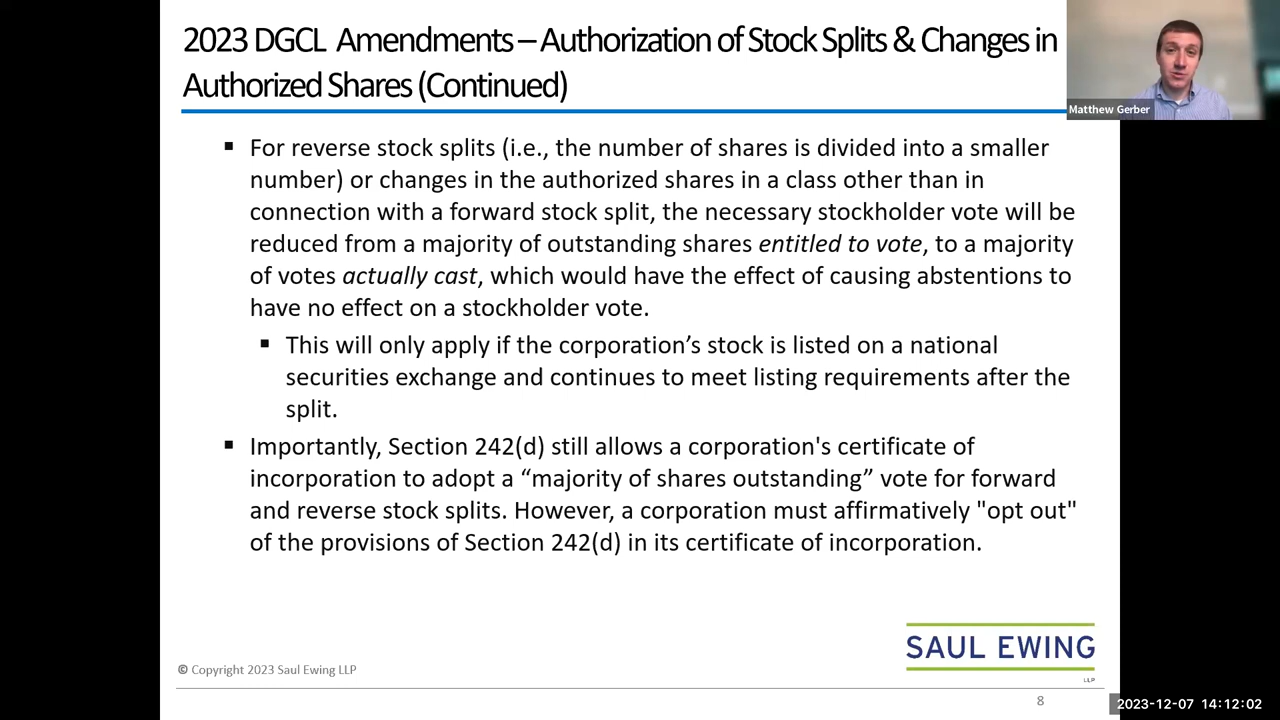 2023 DGCL Amendments – Authorization of Stock Splits & Changes in
Authorized Shares (Continued)
Matthew Gerber
▪ For reverse stock splits (i.e., the number of shares is divided into a smaller
number) or changes in the authorized shares in a class other than in
connection with a forward stock split, the necessary stockholder vote will be
reduced from a majority of outstanding shares entitled to vote, to a majority
of votes actually cast, which would have the effect of causing abstentions to
have no effect on a stockholder vote.
▪ This will only apply if the corporation’s stock is listed on a national
securities exchange and continues to meet listing requirements after the
split.
▪ Importantly, Section 242(d) still allows a corporation's certificate of
incorporation to adopt a “majority of shares outstanding” vote for forward
and reverse stock splits. However, a corporation must affirmatively "opt out"
of the provisions of Section 242(d) in its certificate of incorporation.
SAUL EWING
LLP
© Copyright 2023 Saul Ewing LLP
8
2023-12-07 14:12:02